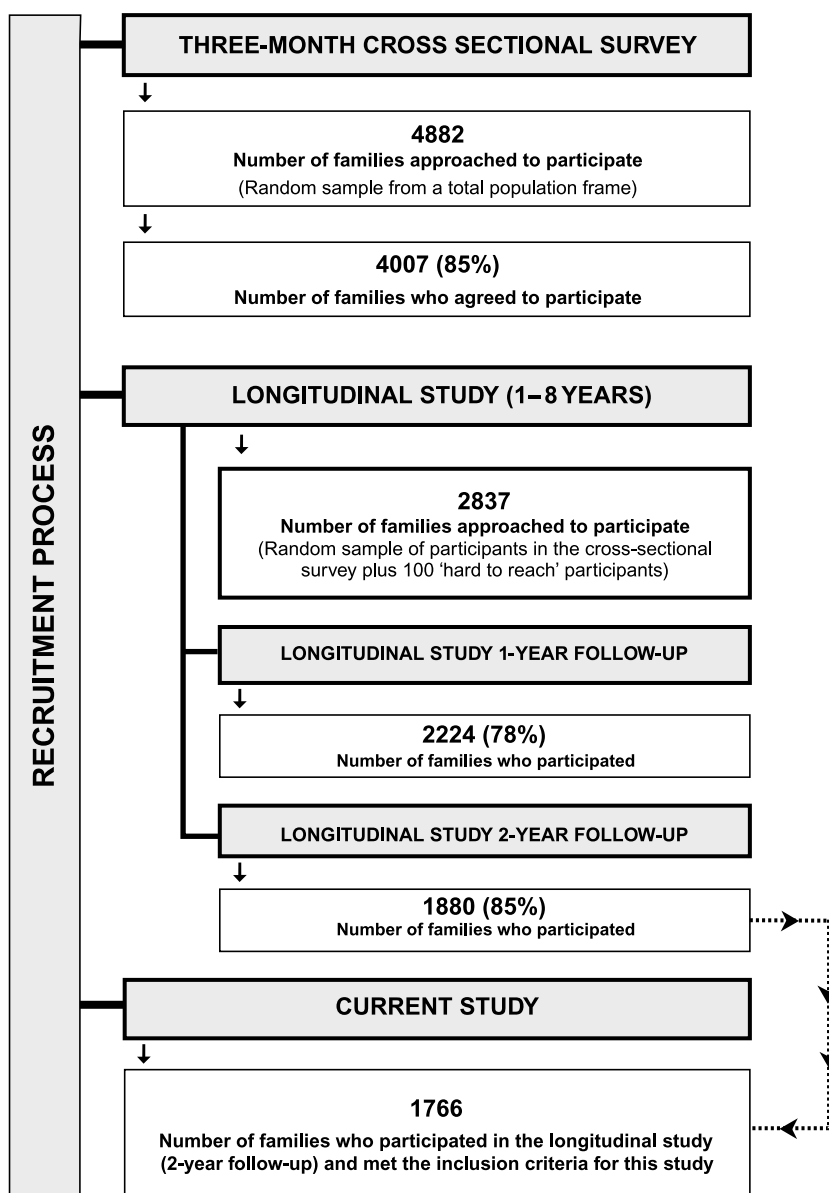 RECRUITMENT PROCESS
THREE-MONTH CROSS SECTIONAL SURVEY
4882
Number of families approached to participate
(Random sample from a total population frame)
4007 (85%)
Number of families who agreed to participate
LONGITUDINAL STUDY (1–8 YEARS)
2837
Number of families approached to participate
(Random sample of participants in the cross-sectional
survey plus 100 ‘hard to reach’ participants)
LONGITUDINAL STUDY 1-YEAR FOLLOW-UP
2224 (78%)
Number of families who participated
LONGITUDINAL STUDY 2-YEAR FOLLOW-UP
1880 (85%)
Number of families who participated
CURRENT STUDY
1766
Number of families who participated in the longitudinal study
(2-year follow-up) and met the inclusion criteria for this study